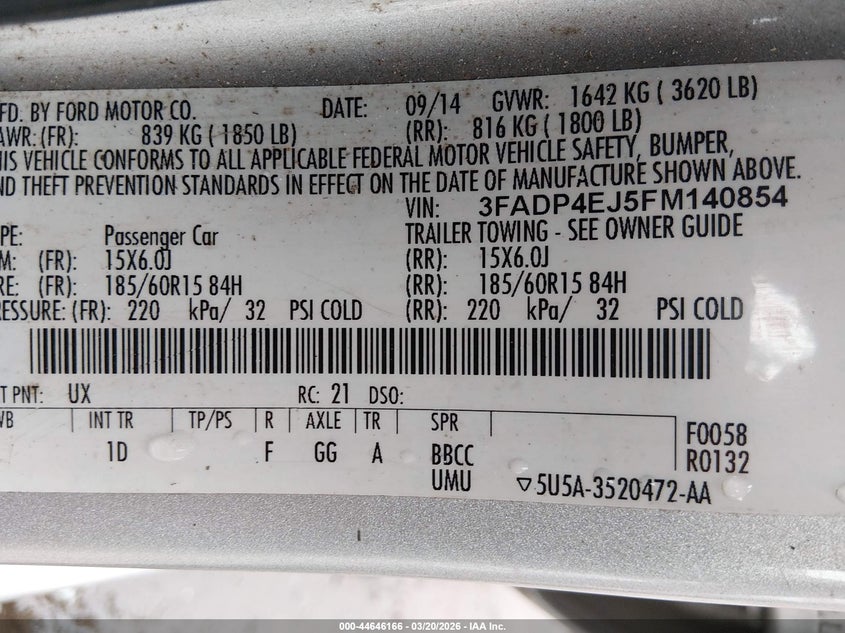 FD. BY FORD MOTOR CO. DATE: 09/14 GVWR: 1642 KG ( 3620 LB)
AWR: (FR): 839 KG ( 1850 LB) (RR): 816 KG ( 1800 LB)
HIS VEHICLE CONFORMS TO ALL APPLICABLE FEDERAL MOTOR VEHICLE SAFETY, BUMPER,
ND THEFT PREVENTION STANDARDS IN EFFECT ON THE DATE OF MANUFACTURE SHOWN ABOVE.
VIN: 3FADP4EJ5FM140854
PE: Passenger Car TRAILER TOWING - SEE OWNER GUIDE
M: (FR): 15X6.0J (RR): 15X6.0J
RE: (FR): 185/60R15 84H (RR): 185/60R15 84H
RESSURE: (FR): 220 kPa/ 32 PSI COLD (RR): 220 kPa/ 32 PSI COLD
T PNT: UX RC: 21 DSO:
WB INT TR TP/PS R AXLE TR SPR F0058
1D F GG A BBCC R0132
UMU ▽5U5A-3520472-AA
000-44646166 — 03/20/2026 — IAA Inc.